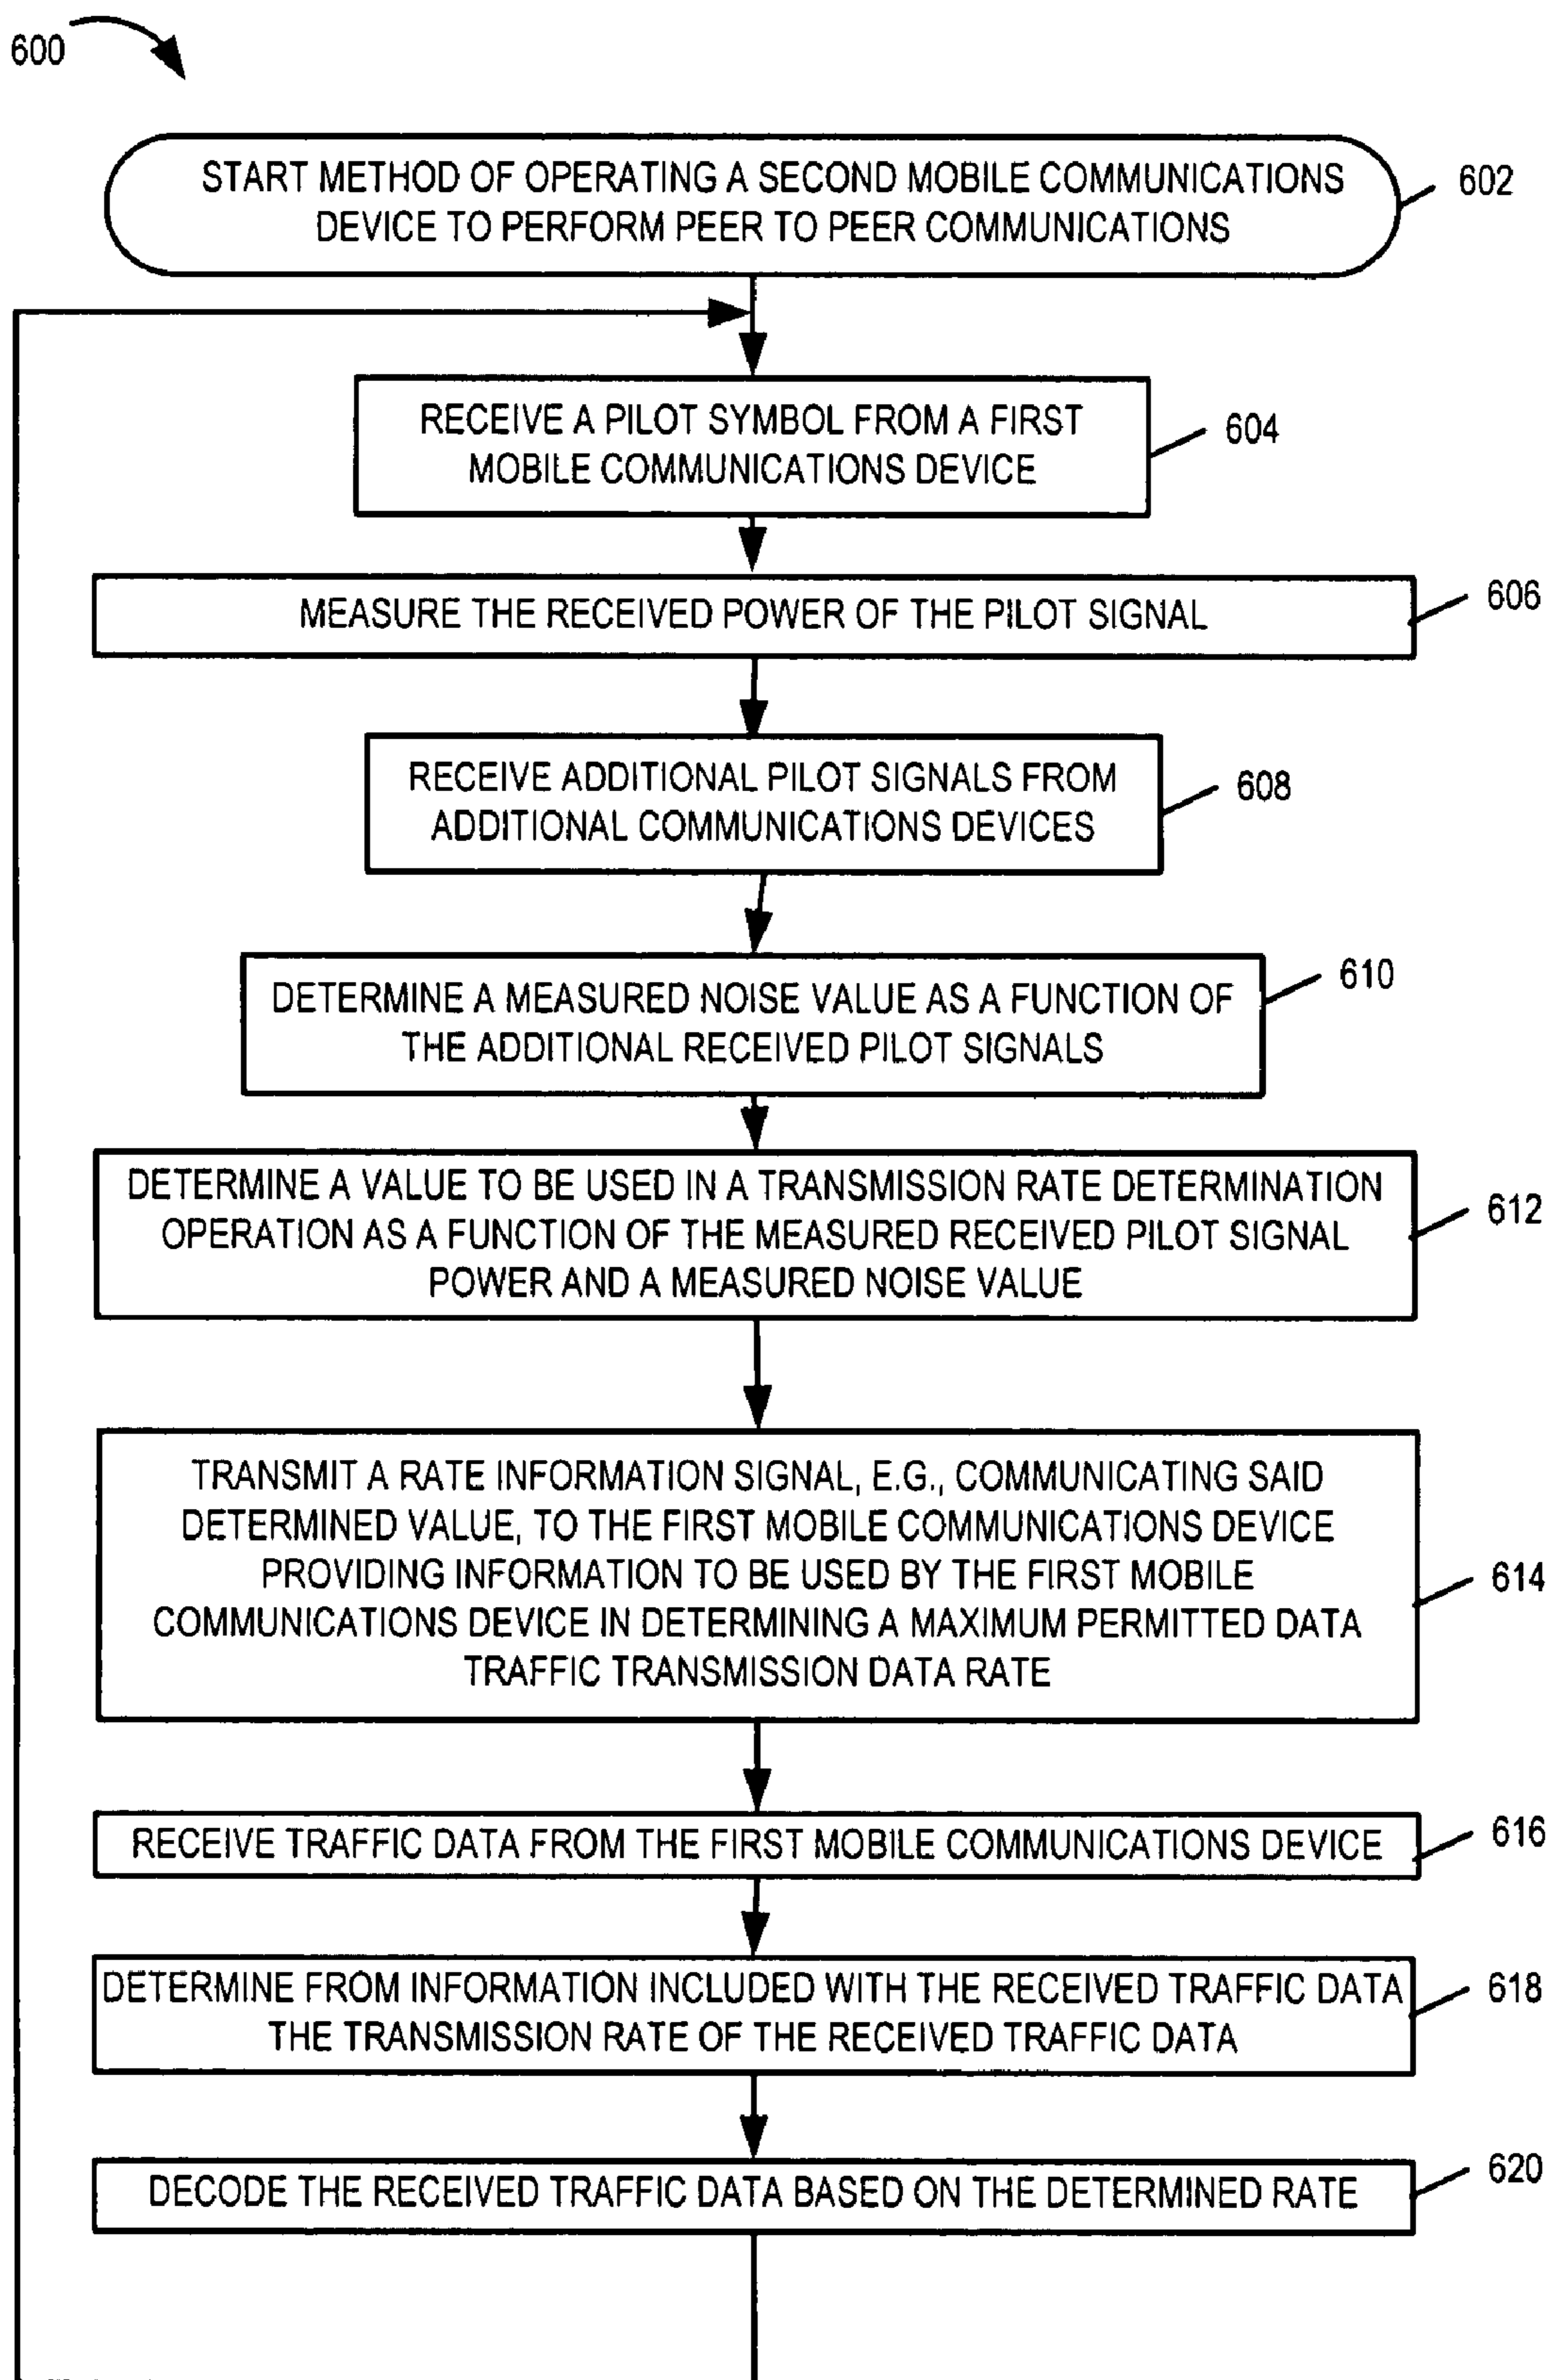 600
START METHOD OF OPERATING A SECOND MOBILE COMMUNICATIONS
DEVICE TO PERFORM PEER TO PEER COMMUNICATIONS
602
RECEIVE A PILOT SYMBOL FROM A FIRST
MOBILE COMMUNICATIONS DEVICE
604
MEASURE THE RECEIVED POWER OF THE PILOT SIGNAL
606
RECEIVE ADDITIONAL PILOT SIGNALS FROM
ADDITIONAL COMMUNICATIONS DEVICES
608
DETERMINE A MEASURED NOISE VALUE AS A FUNCTION OF
THE ADDITIONAL RECEIVED PILOT SIGNALS
610
DETERMINE A VALUE TO BE USED IN A TRANSMISSION RATE DETERMINATION
OPERATION AS A FUNCTION OF THE MEASURED RECEIVED PILOT SIGNAL
POWER AND A MEASURED NOISE VALUE
612
TRANSMIT A RATE INFORMATION SIGNAL, E.G., COMMUNICATING SAID
DETERMINED VALUE, TO THE FIRST MOBILE COMMUNICATIONS DEVICE
PROVIDING INFORMATION TO BE USED BY THE FIRST MOBILE
COMMUNICATIONS DEVICE IN DETERMINING A MAXIMUM PERMITTED DATA
TRAFFIC TRANSMISSION DATA RATE
614
RECEIVE TRAFFIC DATA FROM THE FIRST MOBILE COMMUNICATIONS DEVICE
616
DETERMINE FROM INFORMATION INCLUDED WITH THE RECEIVED TRAFFIC DATA
THE TRANSMISSION RATE OF THE RECEIVED TRAFFIC DATA
618
DECODE THE RECEIVED TRAFFIC DATA BASED ON THE DETERMINED RATE
620